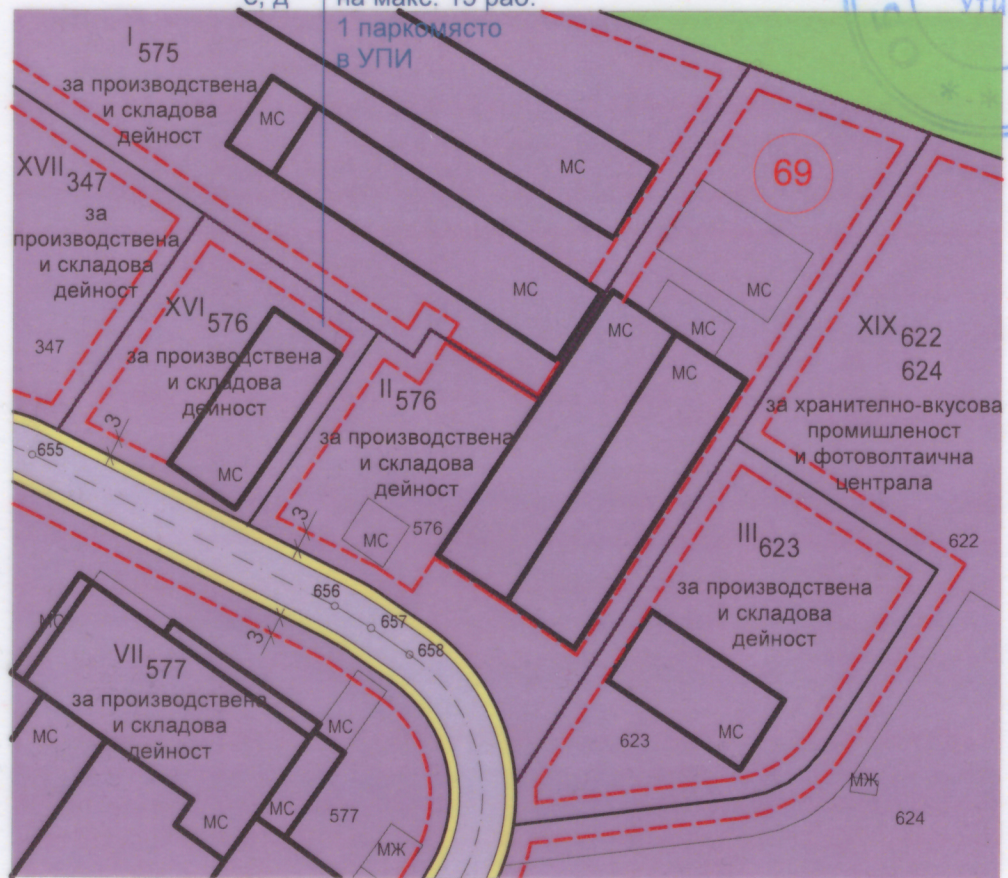 на макс. 15 раб.
1 паркомясто
в УПИ
I 575
за производствена
и складова
дейност
МС
МС
МС
69
МС
МС
XVII 347
за
производствена
и складова
дейност
347
XVI 576
за производствена
и складова
дейност
МС
II 576
за производствена
и складова
дейност
МС
576
МС
МС
XIX 622
624
за хранително-вкусова
промишленост
и фотоволтаична
централа
622
III 623
за производствена
и складова
дейност
МС
623
МЖ
624
655
3
3
3
656
657
658
VII 577
за производствена
и складова
дейност
МС
МС
МС
МС
МС
577
МЖ